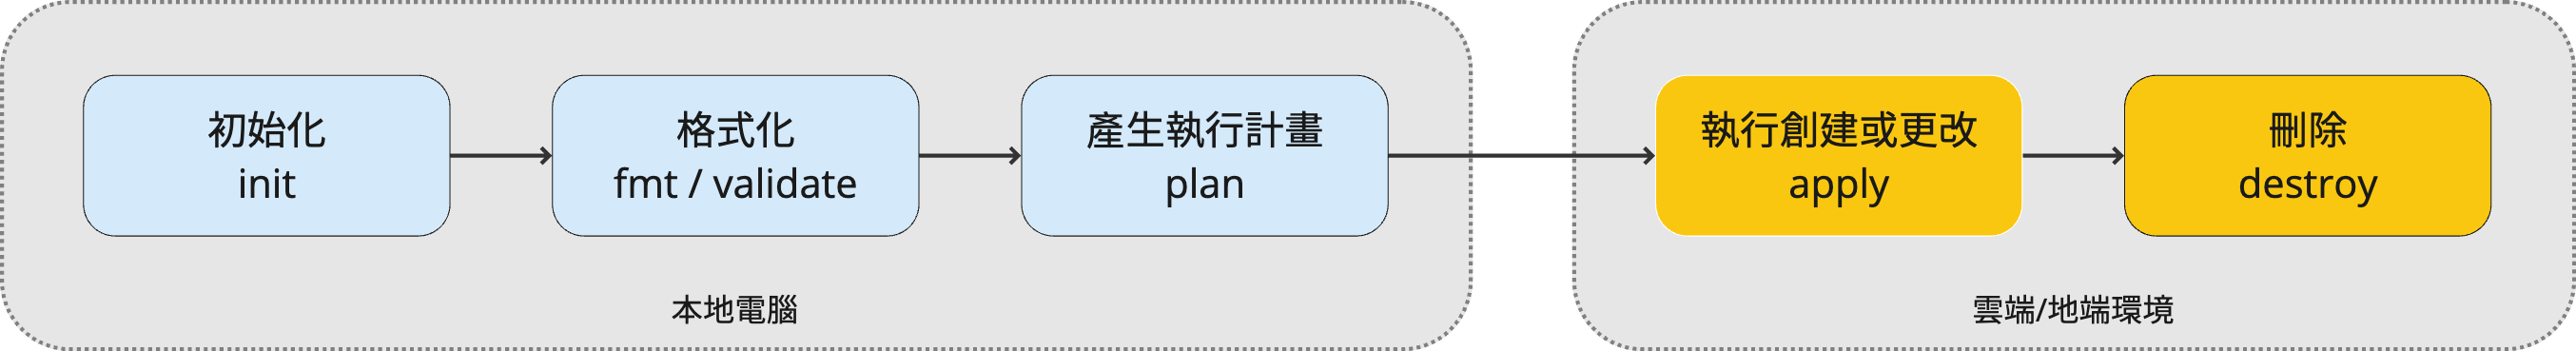 初始化
init
格式化
fmt / validate
產生執行計畫
plan
執行創建或更改
apply
刪除
destroy
本地電腦
雲端/地端環境